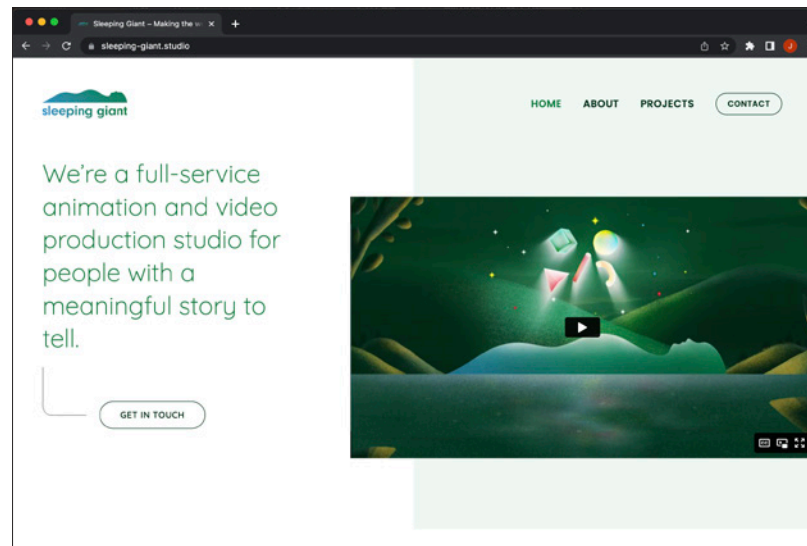 Sleeping Giant – Making the w
sleeping-giant.studio
J
sleeping giant
HOME ABOUT PROJECTS CONTACT
We’re a full-service
animation and video
production studio for
people with a
meaningful story to
tell.
GET IN TOUCH